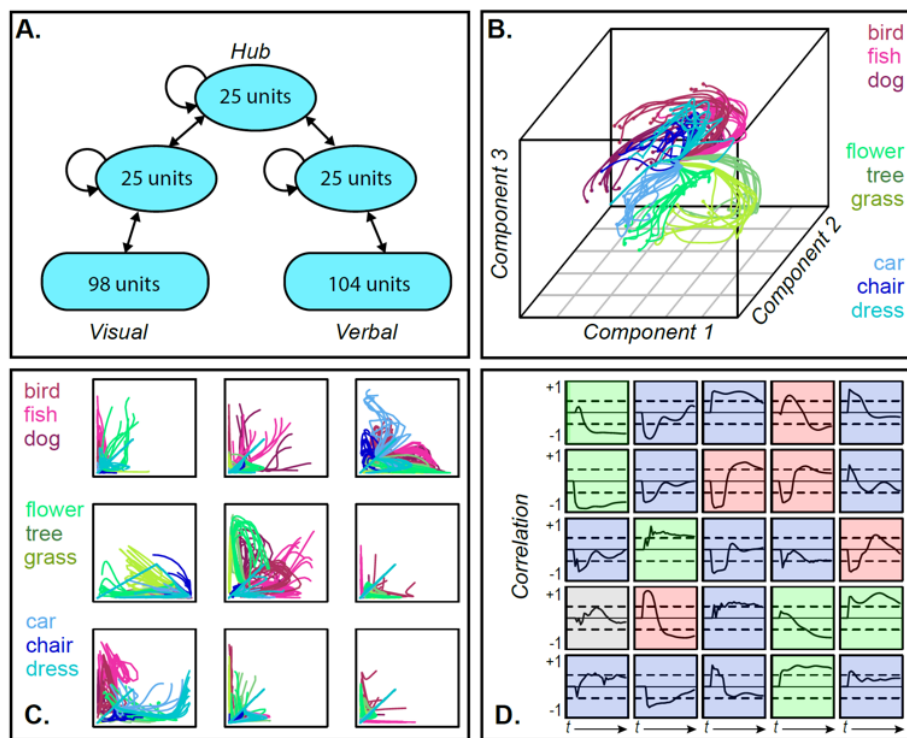 A.
Hub
25 units
25 units
25 units
98 units
104 units
Visual
Verbal
B.
Component 3
Component 1
Component 2
bird
fish
dog
flower
tree
grass
car
chair
dress
bird
fish
dog
flower
tree
grass
car
chair
dress
C.
Correlation
+1
-1
+1
-1
+1
-1
+1
-1
+1
-1
D.
t
t
t
t
t